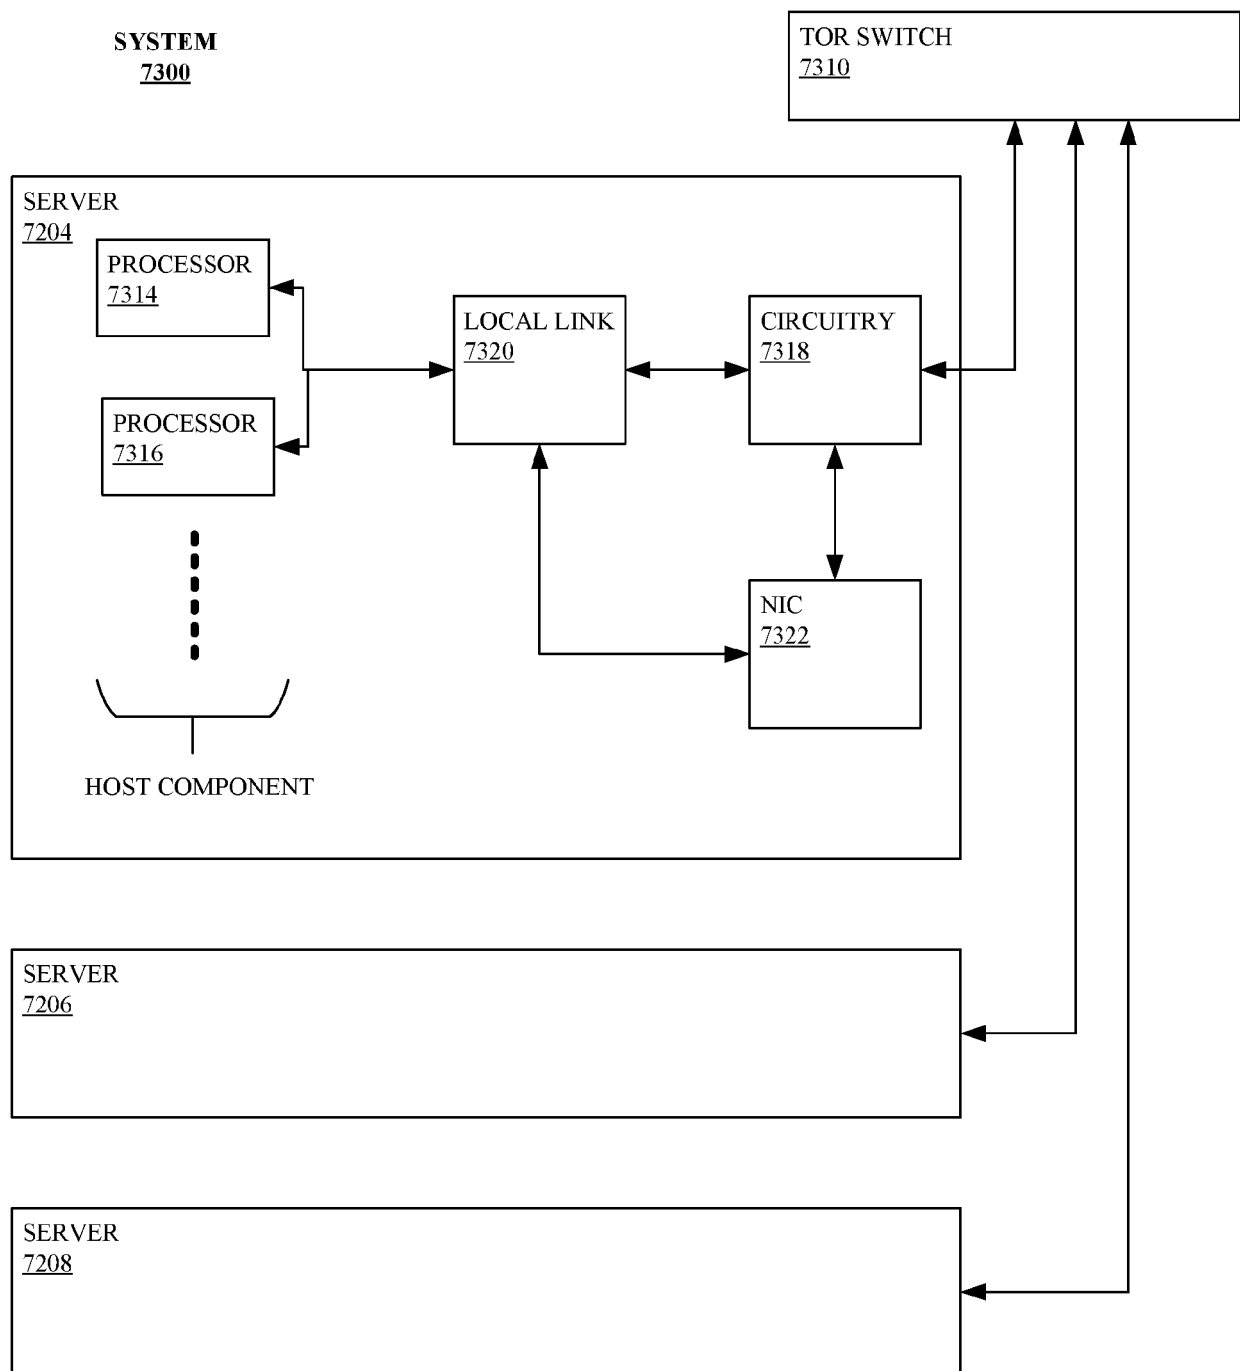 SYSTEM
7300
TOR SWITCH
7310
SERVER
7204
PROCESSOR
7314
LOCAL LINK
7320
CIRCUITRY
7318
PROCESSOR
7316
NIC
7322
HOST COMPONENT
SERVER
7206
SERVER
7208